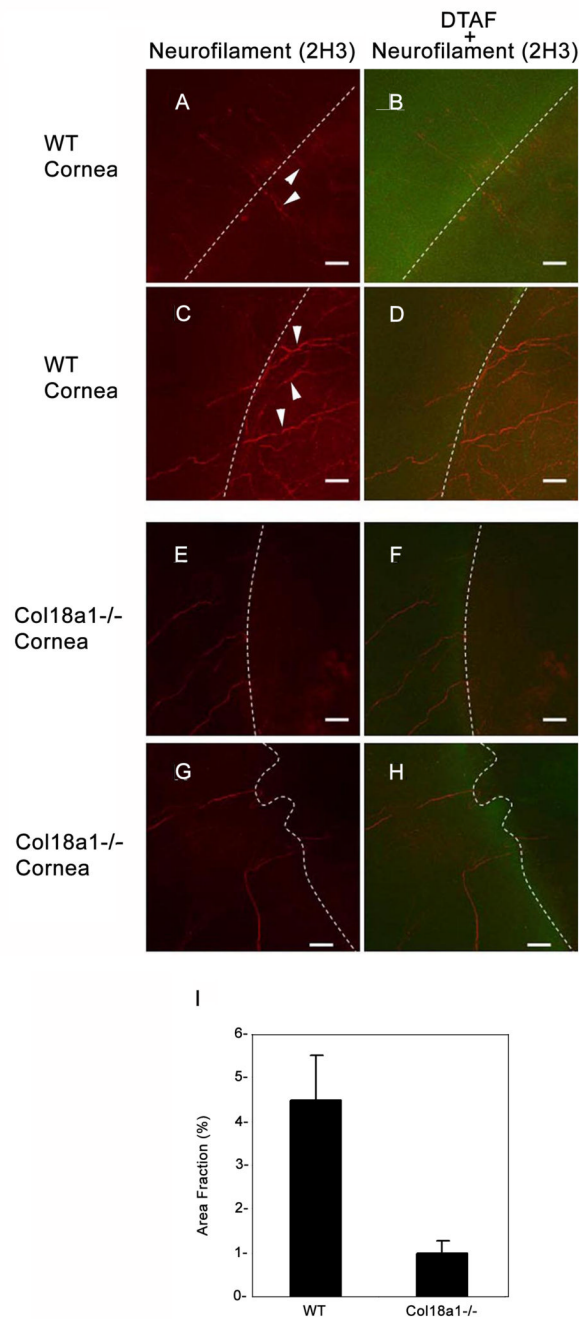 DTAF
+
Neurofilament (2H3) Neurofilament (2H3)
A B
WT
Cornea
C D
WT
Cornea
E F
Col18a1-/-
Cornea
G H
Col18a1-/-
Cornea
I
6-
5-
4-
3-
2-
1-
0-
Area Fraction (%)
WT Col18a1-/-